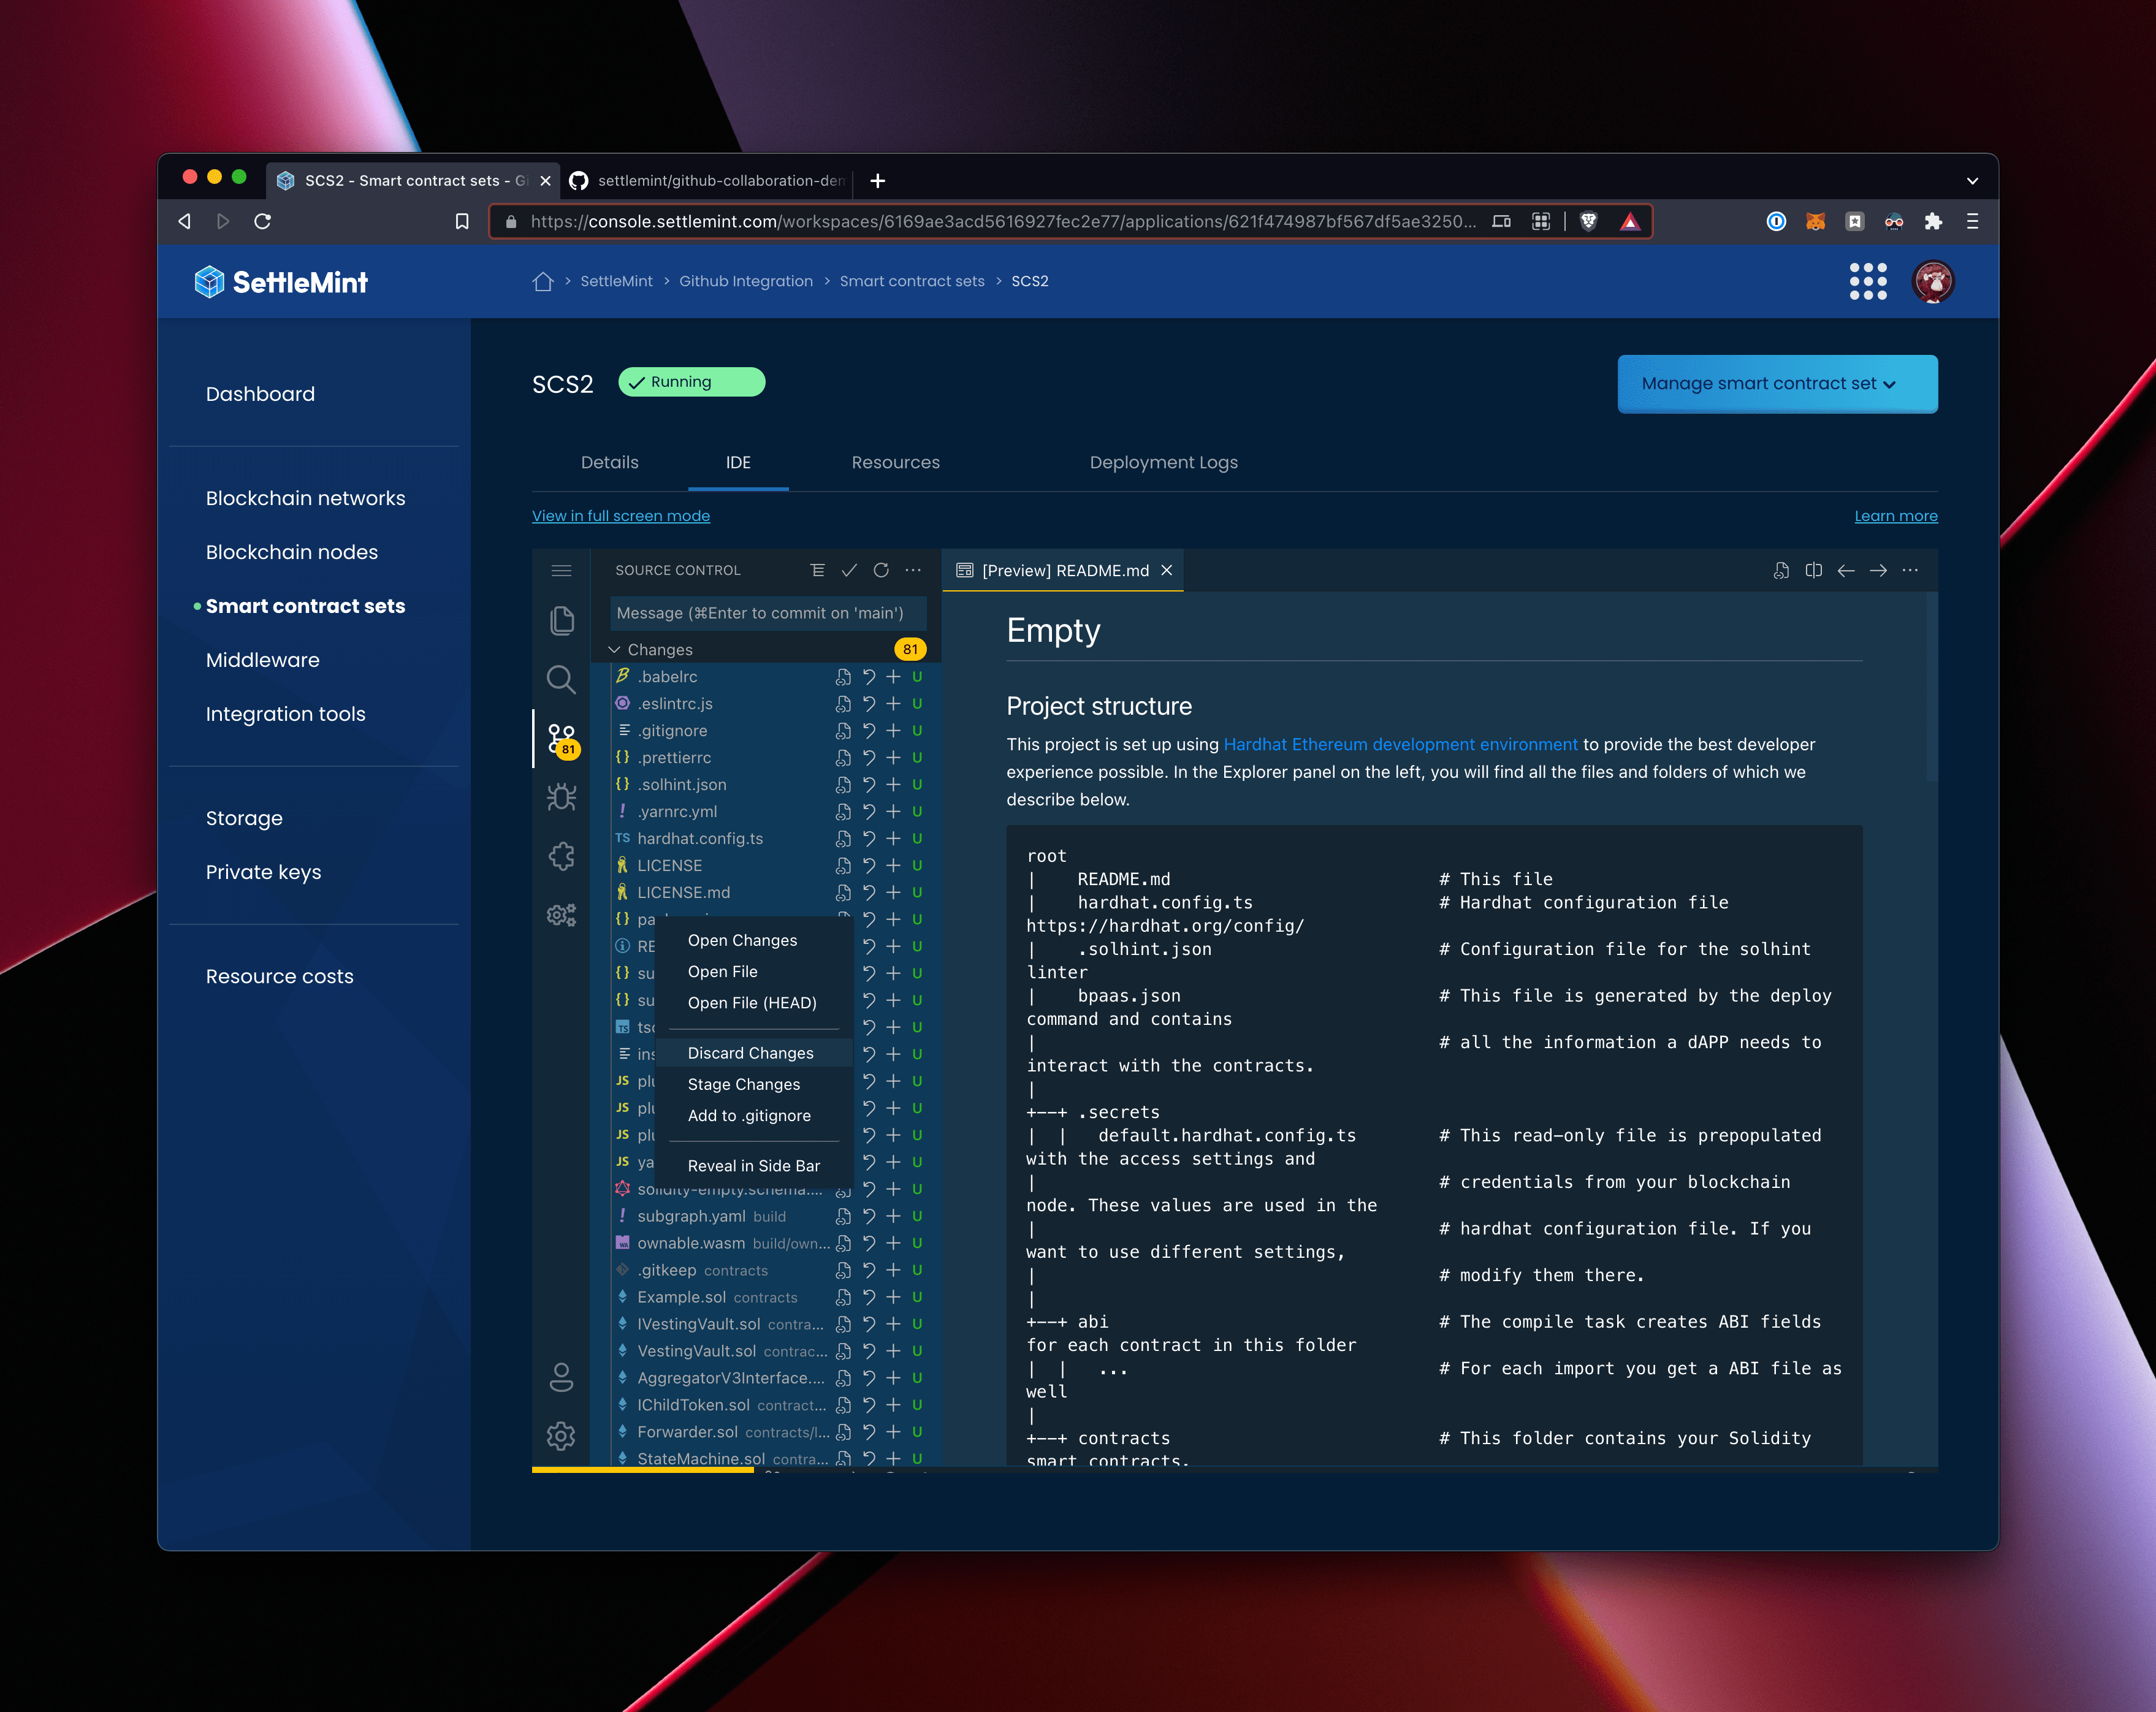 SCS2 - Smart contract sets - Gi
settlemint/github-collaboration-dem
https://console.settlemint.com/workspaces/6169ae3acd5616927fec2e77/applications/621f474987bf567df5ae3250...
SettleMint
SettleMint > Github Integration > Smart contract sets > SCS2
Dashboard
Blockchain networks
Blockchain nodes
Smart contract sets
Middleware
Integration tools
Storage
Private keys
Resource costs
SCS2
Running
Manage smart contract set
Details
IDE
Resources
Deployment Logs
View in full screen mode
Learn more
SOURCE CONTROL
Message (⌘Enter to commit on 'main')
Changes
81
81
.babelrc U
.eslintrc.js U
.gitignore U
{} .prettierrc U
{} .solhint.json U
! .yarnrc.yml U
TS hardhat.config.ts U
LICENSE U
LICENSE.md U
{} U
RE U
{} su U
{} su U
TS tsc U
ins U
JS plu U
JS plu U
JS plu U
JS ya U
solidity-empty.schema.... U
! subgraph.yaml build U
WA ownable.wasm build/own... U
.gitkeep contracts U
Example.sol contracts U
IVestingVault.sol contra... U
VestingVault.sol contrac... U
AggregatorV3Interface.... U
IChildToken.sol contract... U
Forwarder.sol contracts/l... U
StateMachine.sol contra... U
Open Changes
Open File
Open File (HEAD)
Discard Changes
Stage Changes
Add to .gitignore
Reveal in Side Bar
[Preview] README.md
Empty
Project structure
This project is set up using Hardhat Ethereum development environment to provide the best developer
experience possible. In the Explorer panel on the left, you will find all the files and folders of which we
describe below.
root
|    README.md                          # This file
|    hardhat.config.ts                  # Hardhat configuration file
https://hardhat.org/config/
|    .solhint.json                      # Configuration file for the solhint
linter
|    bpaas.json                         # This file is generated by the deploy
command and contains
|                                       # all the information a dAPP needs to
interact with the contracts.
|
+--+ .secrets
|  |   default.hardhat.config.ts        # This read-only file is prepopulated
with the access settings and
|                                       # credentials from your blockchain
node. These values are used in the
|                                       # hardhat configuration file. If you
want to use different settings,
|                                       # modify them there.
|
+--+ abi                                # The compile task creates ABI fields
for each contract in this folder
|  |   ...                              # For each import you get a ABI file as
well
|
+--+ contracts                          # This folder contains your Solidity
smart contracts.